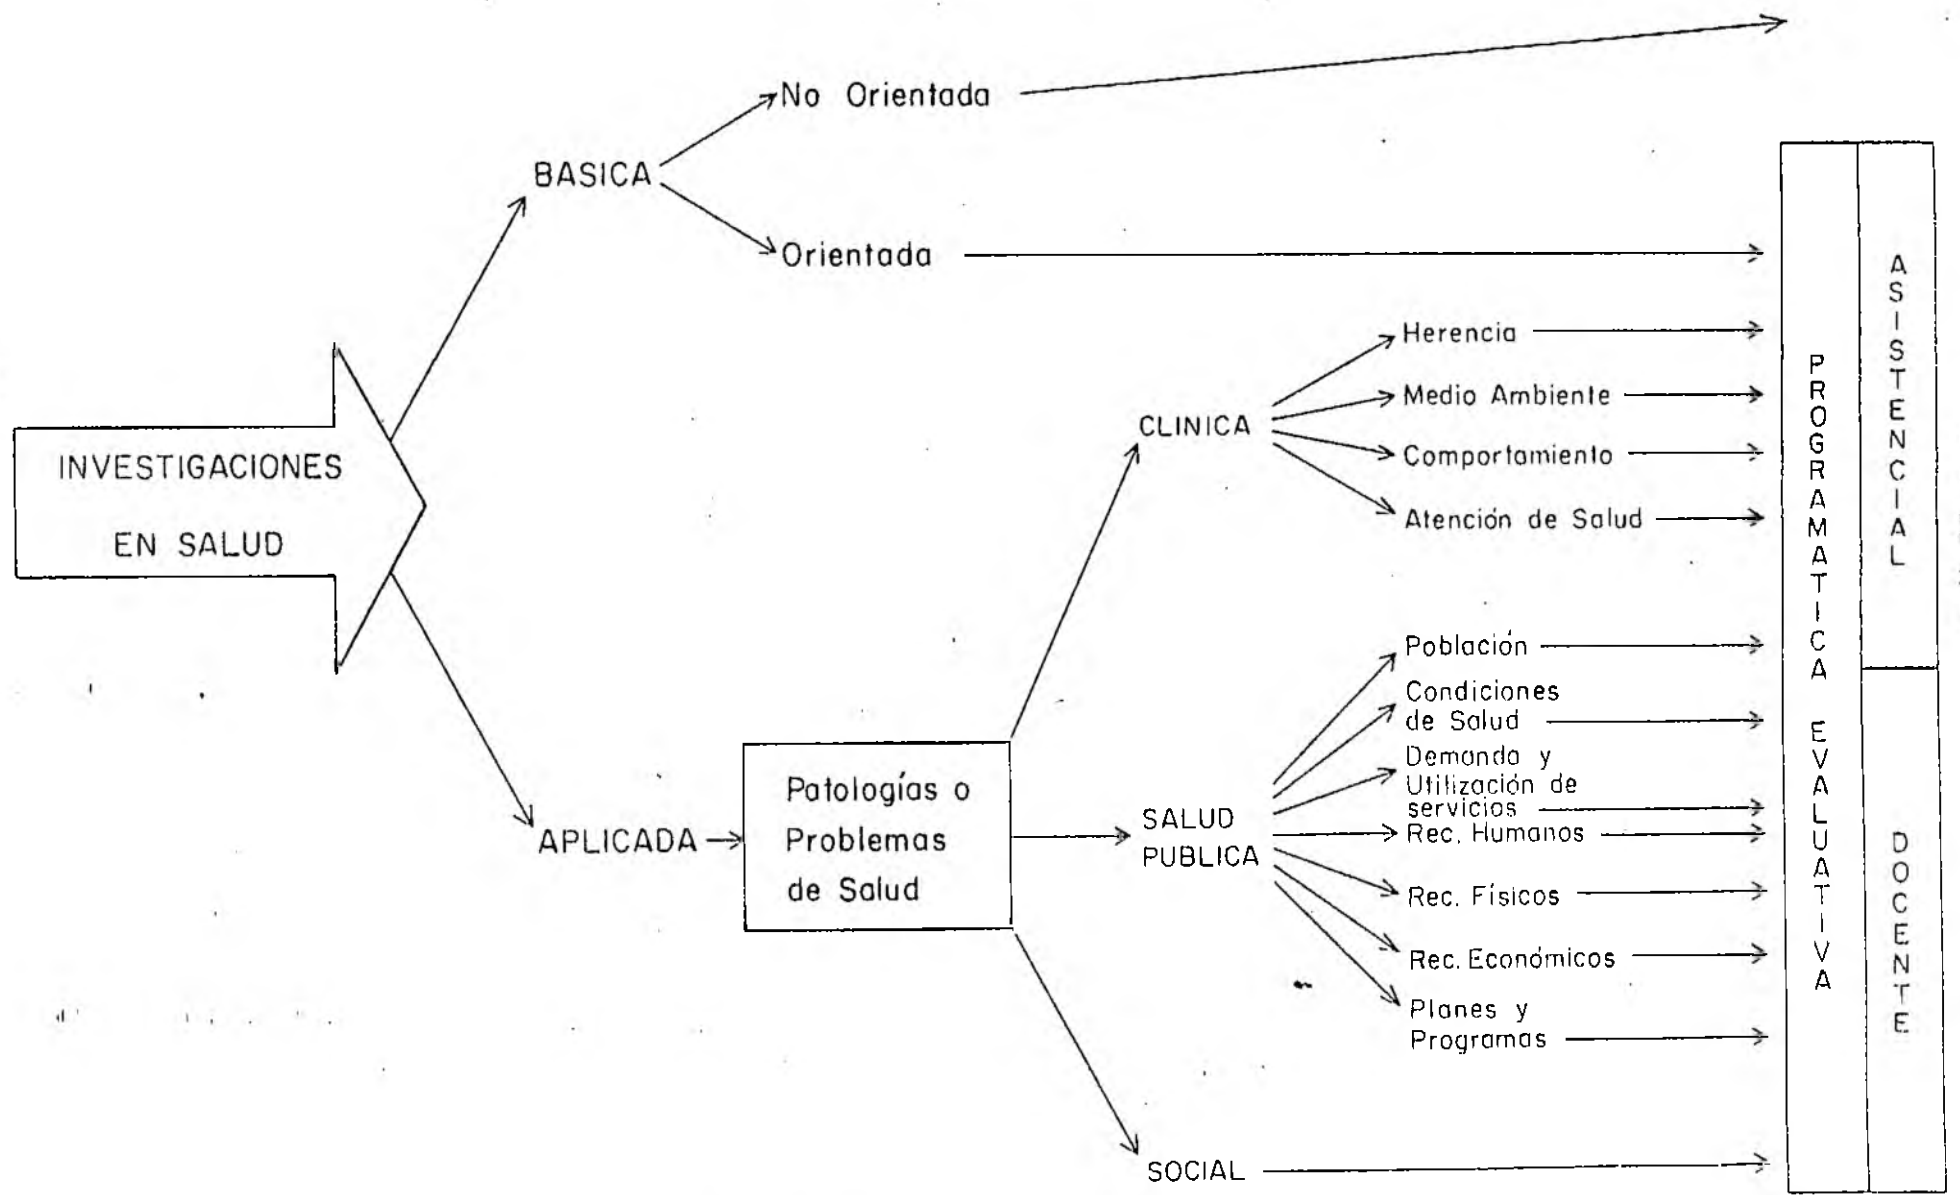 No Orientada
BASICA
Orientada
INVESTIGACIONES
EN SALUD
APLICADA
Patologías o
Problemas
de Salud
CLINICA
Herencia
Medio Ambiente
Comportamiento
Atención de Salud
SALUD
PUBLICA
Población
Condiciones
de Salud
Demanda y
Utilización de
servicios
Rec. Humanos
Rec. Físicos
Rec. Económicos
Planes y
Programas
SOCIAL
PROGRAMATICA EVALUATIVA
ASISTENCIAL
DOCENTE